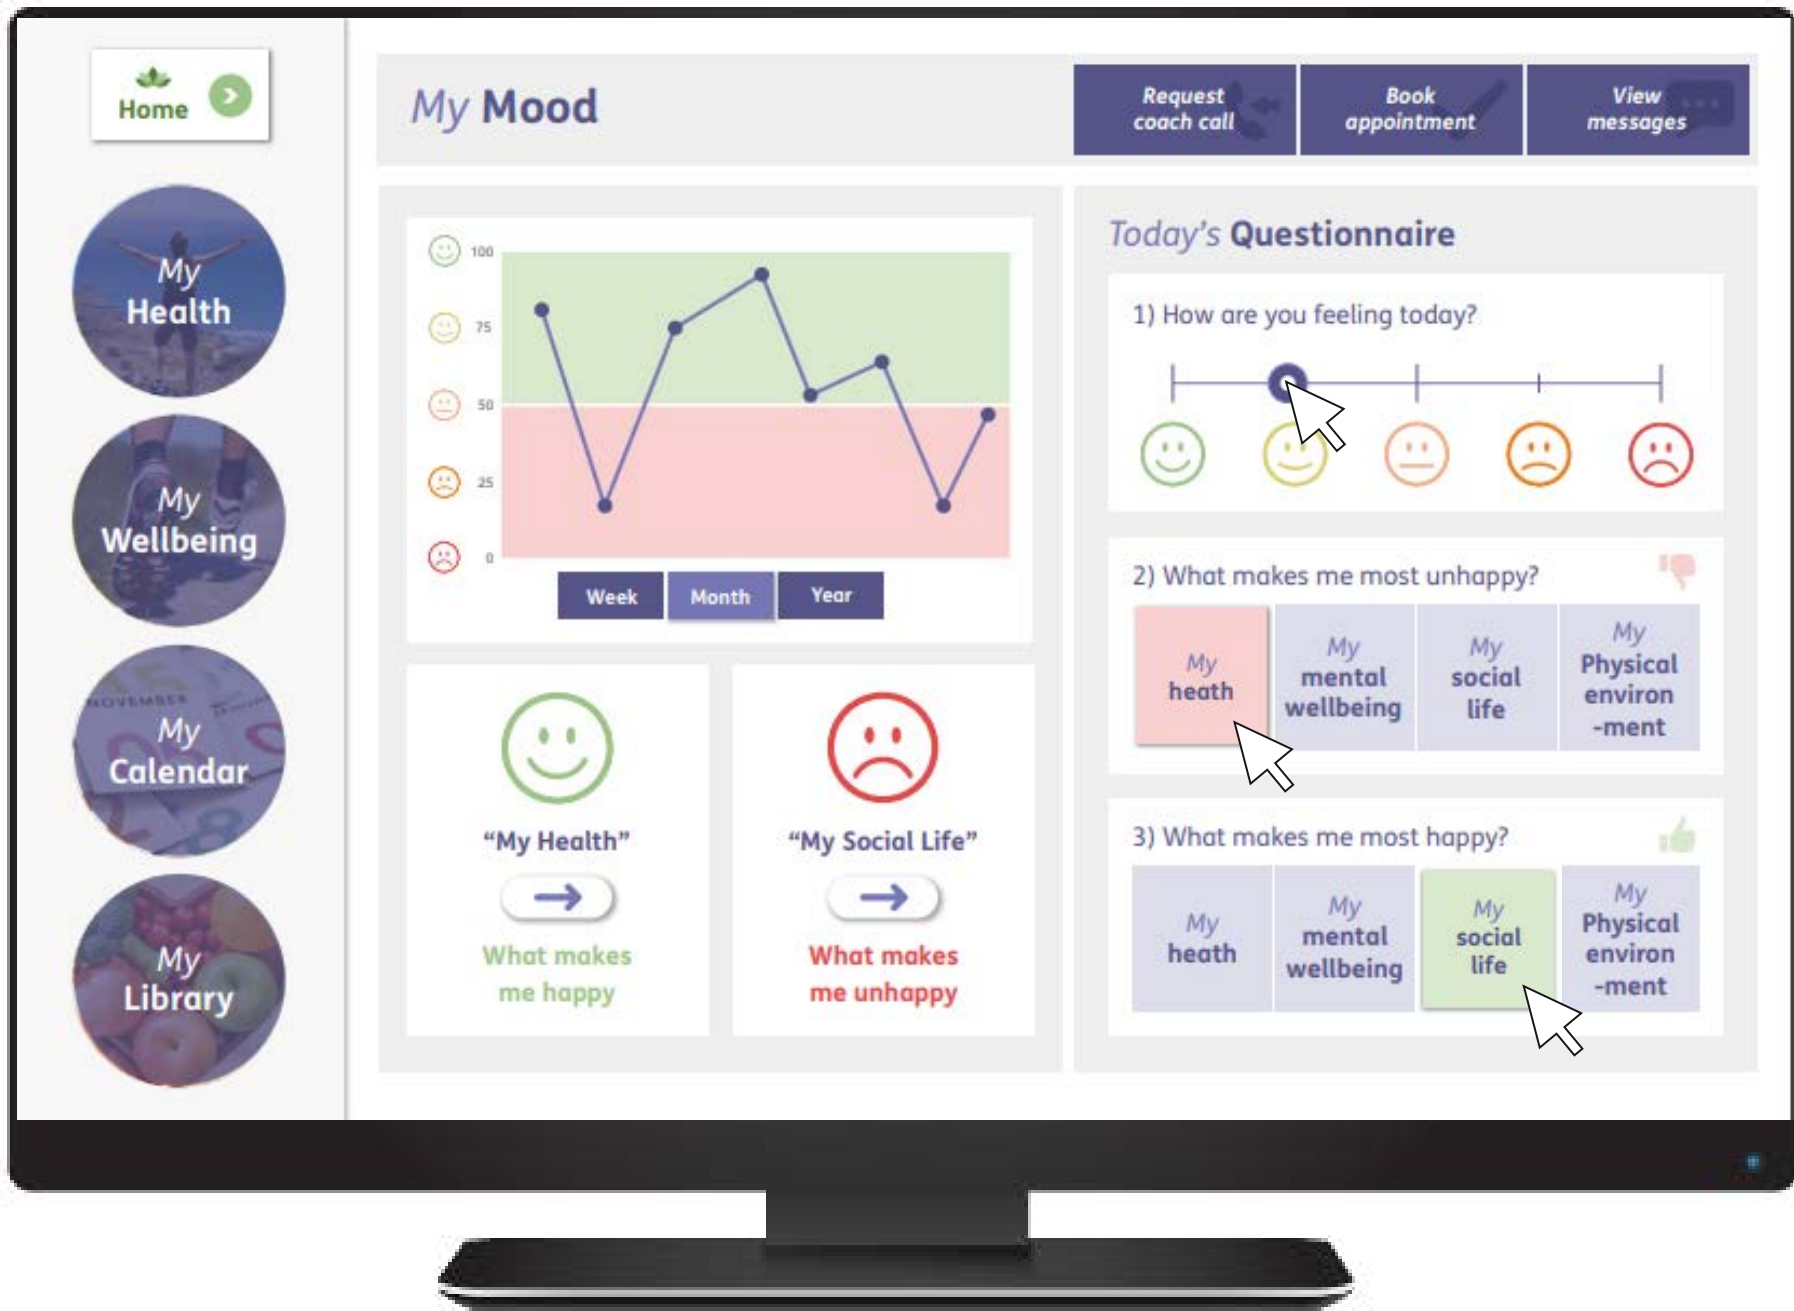 Home
My
Health
My
Wellbeing
NOVEMBER
My
Calendar
My
Library
My Mood
Request
coach call
Book
appointment
View
messages
100
75
50
25
0
Week
Month
Year
“My Health”
What makes
me happy
“My Social Life”
What makes
me unhappy
Today's Questionnaire
1) How are you feeling today?
2) What makes me most unhappy?
My
heath
My
mental
wellbeing
My
social
life
My
Physical
environ
-ment
3) What makes me most happy?
My
heath
My
mental
wellbeing
My
social
life
My
Physical
environ
-ment